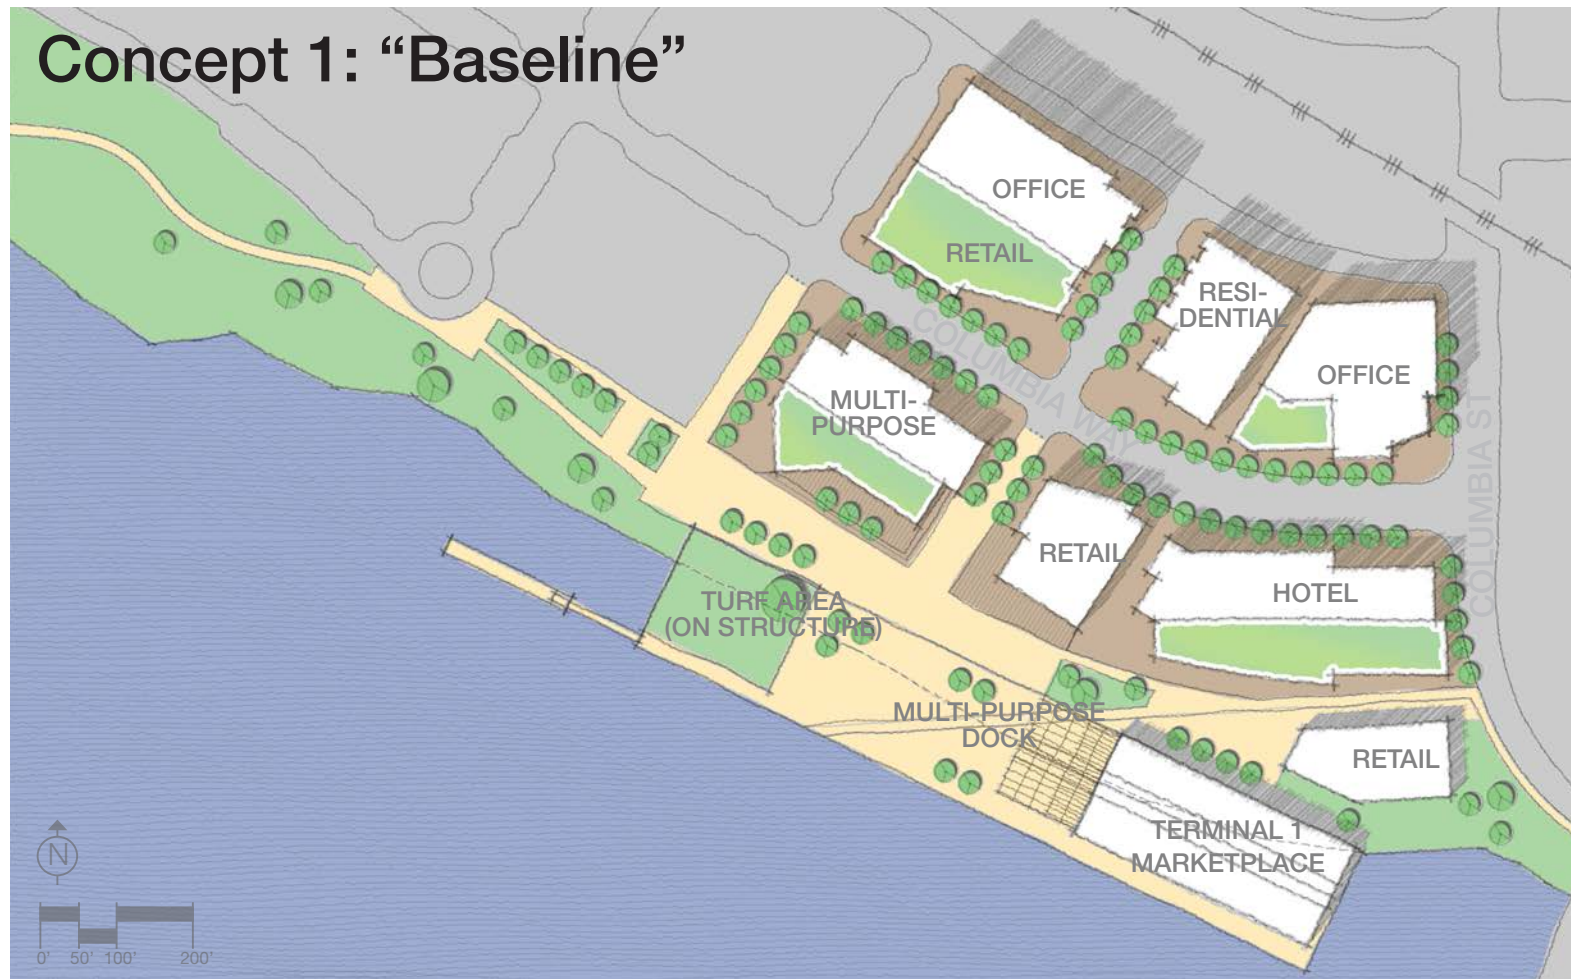 Concept 1: “Baseline”
OFFICE
RETAIL
RESI-
DENTIAL
OFFICE
COLUMBIA WAY
COLUMBIA ST
MULTI-
PURPOSE
RETAIL
HOTEL
TURF AREA
(ON STRUCTURE)
MULTI-PURPOSE
DOCK
RETAIL
TERMINAL 1
MARKETPLACE
N
0' 50' 100' 200'